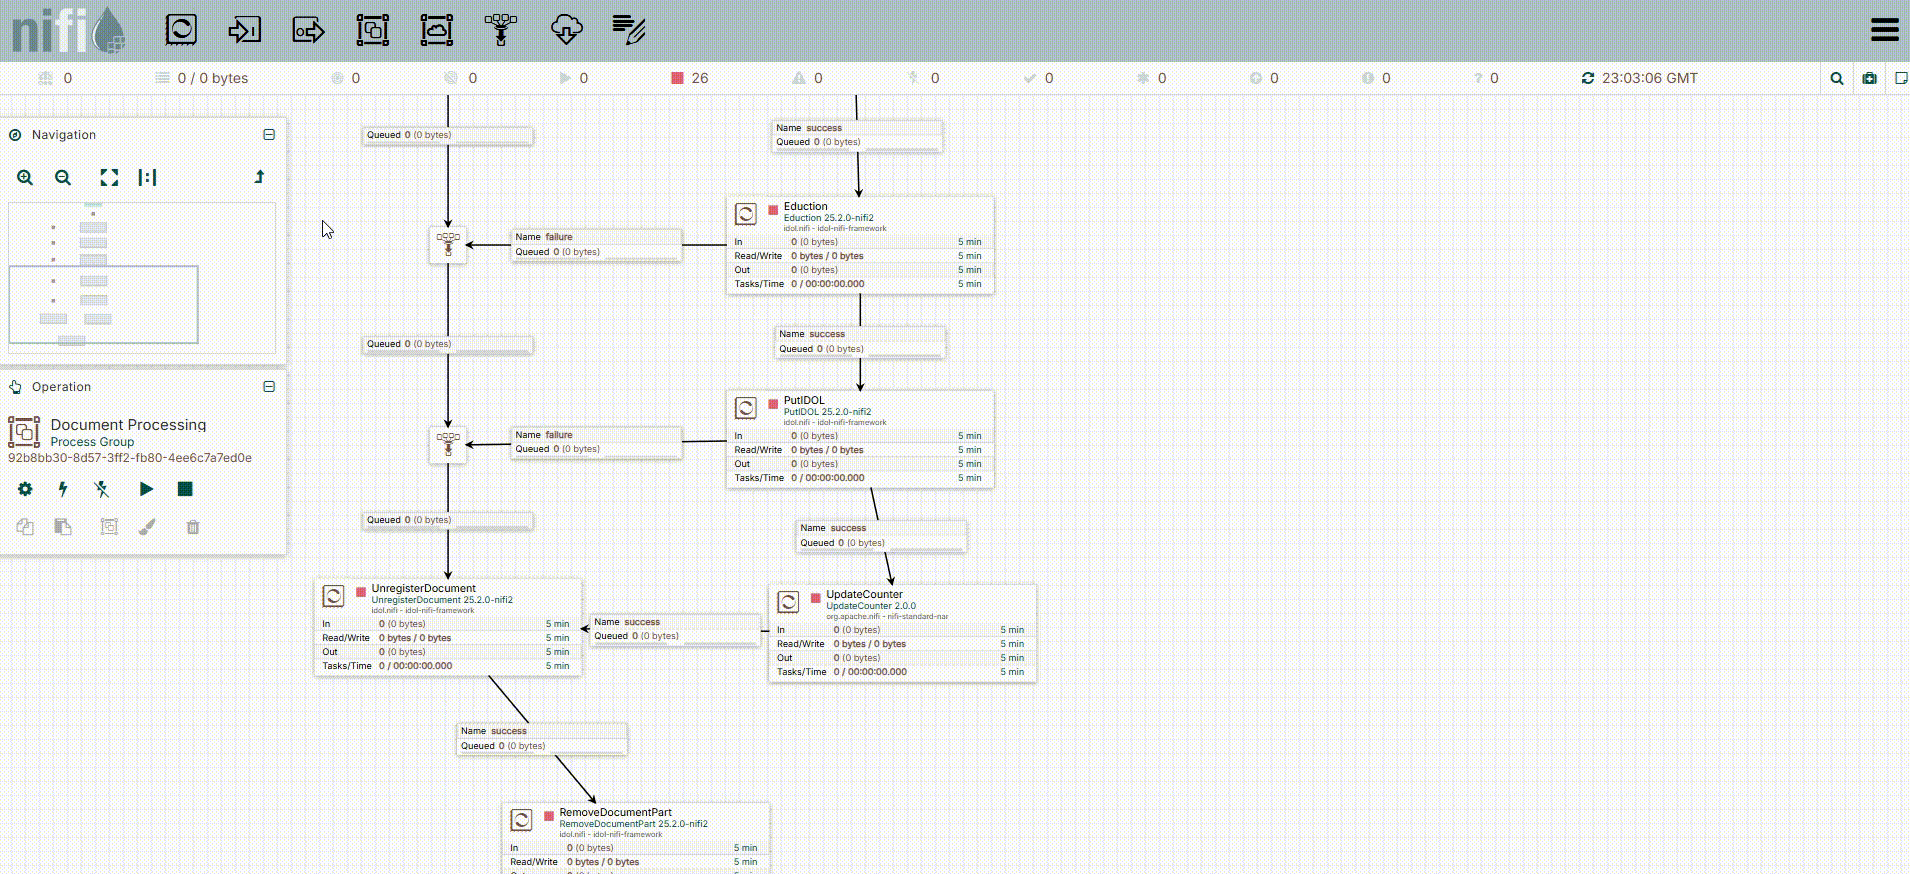 nifi
0
0 / 0 bytes
0
0
0
26
0
0
0
0
0
0
0
23:03:06 GMT
Navigation
Operation
Document Processing
Process Group
92b8bb30-8d57-3ff2-fb80-4ee6c7a7ed0e
Queued 0 (0 bytes)
Name success
Queued 0 (0 bytes)
Eduction
Eduction 25.2.0-nifi2
idol.nifi - idol-nifi-framework
In 0 (0 bytes) 5 min
Read/Write 0 bytes / 0 bytes 5 min
Out 0 (0 bytes) 5 min
Tasks/Time 0 / 00:00:00.000 5 min
Name failure
Queued 0 (0 bytes)
Queued 0 (0 bytes)
Name success
Queued 0 (0 bytes)
PutIDOL
PutIDOL 25.2.0-nifi2
idol.nifi - idol-nifi-framework
In 0 (0 bytes) 5 min
Read/Write 0 bytes / 0 bytes 5 min
Out 0 (0 bytes) 5 min
Tasks/Time 0 / 00:00:00.000 5 min
Name failure
Queued 0 (0 bytes)
Queued 0 (0 bytes)
Name success
Queued 0 (0 bytes)
UnregisterDocument
UnregisterDocument 25.2.0-nifi2
idol.nifi - idol-nifi-framework
In 0 (0 bytes) 5 min
Read/Write 0 bytes / 0 bytes 5 min
Out 0 (0 bytes) 5 min
Tasks/Time 0 / 00:00:00.000 5 min
Name success
Queued 0 (0 bytes)
UpdateCounter
UpdateCounter 2.0.0
org.apache.nifi - nifi-standard-nar
In 0 (0 bytes) 5 min
Read/Write 0 bytes / 0 bytes 5 min
Out 0 (0 bytes) 5 min
Tasks/Time 0 / 00:00:00.000 5 min
Name success
Queued 0 (0 bytes)
RemoveDocumentPart
RemoveDocumentPart 25.2.0-nifi2
idol.nifi - idol-nifi-framework
In 0 (0 bytes) 5 min
Read/Write 0 bytes / 0 bytes 5 min